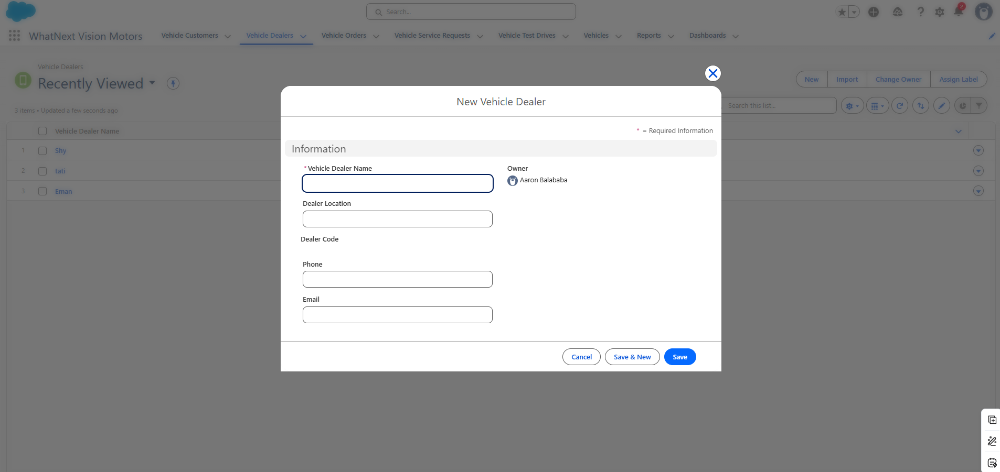 Search...
2
WhatNext Vision Motors
Vehicle Customers
Vehicle Dealers
Vehicle Orders
Vehicle Service Requests
Vehicle Test Drives
Vehicles
Reports
Dashboards
Vehicle Dealers
Recently Viewed
New
Import
Change Owner
Assign Label
3 items • Updated a few seconds ago
Search this list...
Vehicle Dealer Name
1 Shy
2 tati
3 Eman
New Vehicle Dealer
* = Required Information
Information
* Vehicle Dealer Name
Owner
Aaron Balababa
Dealer Location
Dealer Code
Phone
Email
Cancel
Save & New
Save